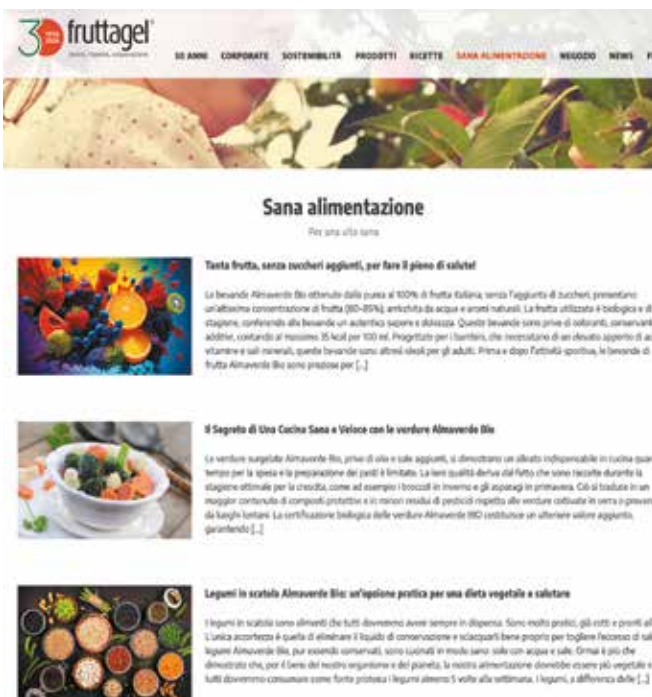 30
fruttagel
30 ANNI CORPORATE SOSTENIBILITÀ PRODOTTI RICETTE SANA ALIMENTAZIONE NEGOZIO NEWS
Sana alimentazione
Per una vita sana
Tanta frutta, senza zuccheri aggiunti, per fare il pieno di salute!
Le bevande Almaverde Bio ottenute dalla purea al 100% di frutta italiana, senza l'aggiunta di zuccheri, presentano
un'altissima concentrazione di frutta (80-85%), arricchita da acqua e aromi naturali. La frutta utilizzata è biologica e di
stagione, conferendo alle bevande un autentico sapore e dolcezza. Queste bevande sono prive di coloranti, conservant
additivi, contando al massimo 35 kcal per 100 ml. Progettate per i bambini, che necessitano di un elevato apporto di ac
vitamine e sali minerali, queste bevande sono altresì ideali per gli adulti. Prima e dopo l'attività sportiva, le bevande di
frutta Almaverde Bio sono preziose per [...]
Il Segreto di Una Cucina Sana e Veloce con le verdure Almaverde Bio
Le verdure surgelate Almaverde Bio, prive di olio e sale aggiunti, si dimostrano un alleato indispensabile in cucina quan
tempo per la spesa e la preparazione dei pasti è limitato. La loro qualità deriva dal fatto che sono raccolte durante la
stagione ottimale per la crescita, come ad esempio i broccoli in inverno e gli asparagi in primavera. Ciò si traduce in un
maggior contenuto di composti protettivi e in minori residui di pesticidi rispetto alle verdure coltivate in serra o proven
da luoghi lontani. La certificazione biologica delle verdure Almaverde BIO costituisce un ulteriore valore aggiunto,
garantendo [...]
Legumi in scatola Almaverde Bio: un'opzione pratica per una dieta vegetale e salutare
I legumi in scatola sono alimenti che tutti dovremmo avere sempre in dispensa. Sono molto pratici, già cotti e pronti all
L'unica accortezza è quella di eliminare il liquido di conservazione e sciacquarli bene proprio per togliere l'eccesso di sal
legumi Almaverde Bio, pur essendo conservati, sono cucinati in modo sano: solo con acqua e sale. Ormai è più che
dimostrato che, per il bene del nostro organismo e del pianeta, la nostra alimentazione dovrebbe essere più vegetale e
tutti dovremmo consumare come fonte proteica i legumi almeno 5 volte alla settimana. I legumi, a differenza delle [...]